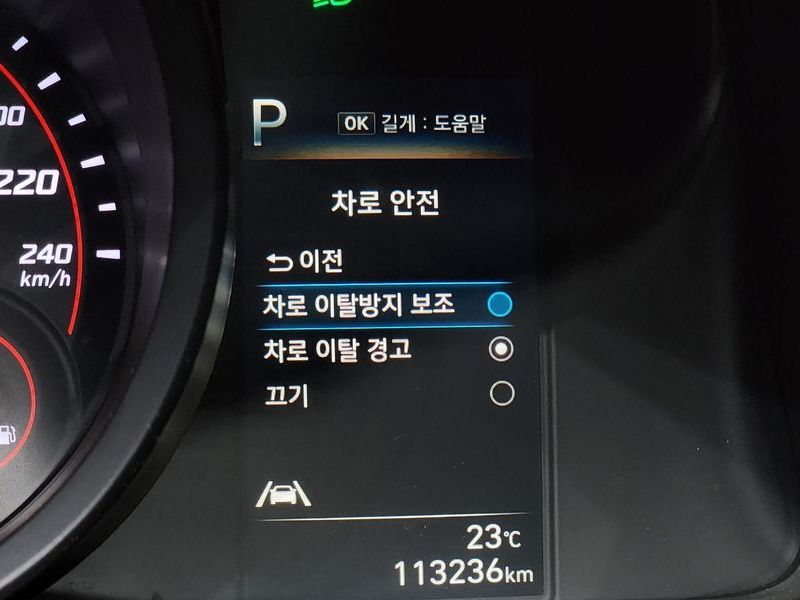 P
OK 길게 : 도움말
차로 안전
이전
차로 이탈방지 보조
차로 이탈 경고
끄기
23℃
113236km
220
240
km/h